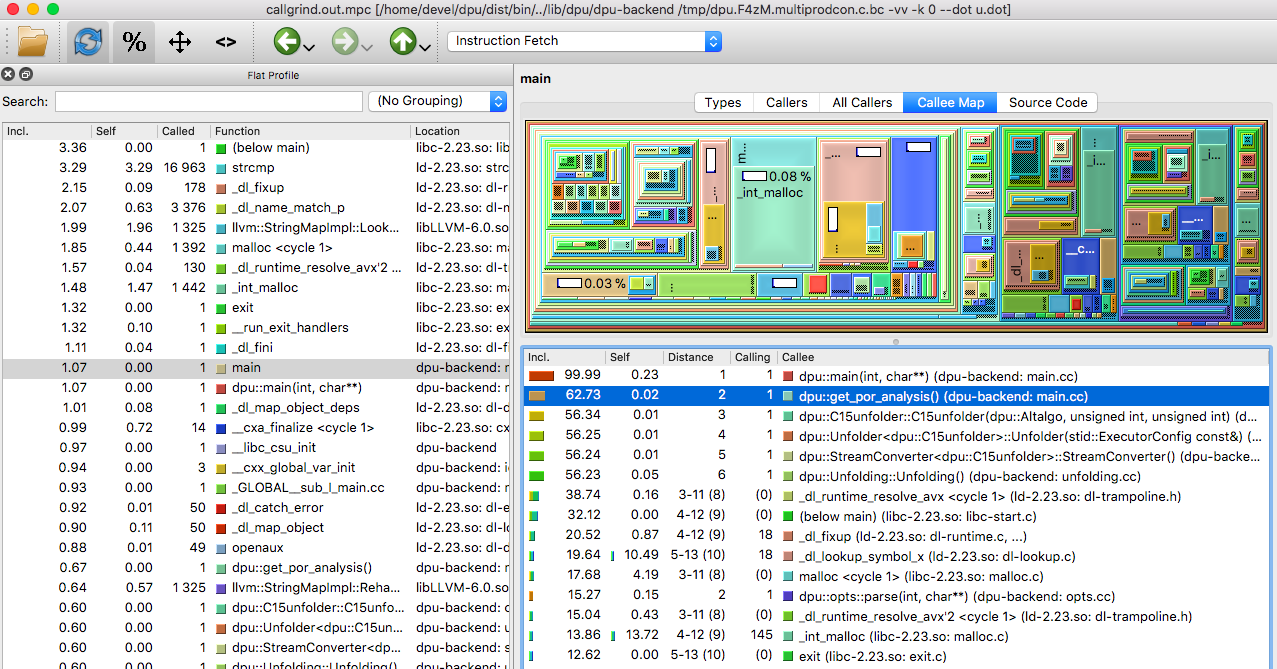 callgrind.out.mpc [/home/devel/dpu/dist/bin/../lib/dpu/dpu-backend /tmp/dpu.F4zM.multiprodcon.c.bc -vv -k 0 --dot u.dot]
% <> Instruction Fetch
Flat Profile
Search: (No Grouping)
Incl. Self Called Function Location
3.36 0.00 1 (below main) libc-2.23.so: lib
3.29 3.29 16 963 strcmp ld-2.23.so: strc
2.15 0.09 178 _dl_fixup ld-2.23.so: dl-r
2.07 0.63 3 376 _dl_name_match_p ld-2.23.so: dl-n
1.99 1.96 1 325 llvm::StringMapImpl::Look... libLLVM-6.0.so
1.85 0.44 1 392 malloc <cycle 1> libc-2.23.so: m
1.57 0.04 130 _dl_runtime_resolve_avx'2 ... ld-2.23.so: dl-t
1.48 1.47 1 442 _int_malloc libc-2.23.so: m
1.32 0.00 1 exit libc-2.23.so: ex
1.32 0.10 1 __run_exit_handlers libc-2.23.so: ex
1.11 0.04 1 _dl_fini ld-2.23.so: dl-f
1.07 0.00 1 main dpu-backend: r
1.07 0.00 1 dpu::main(int, char**) dpu-backend: r
1.01 0.08 1 _dl_map_object_deps ld-2.23.so: dl-d
0.99 0.72 14 __cxa_finalize <cycle 1> libc-2.23.so: cx
0.97 0.00 1 __libc_csu_init dpu-backend
0.94 0.00 3 __cxx_global_var_init dpu-backend: i
0.93 0.00 1 _GLOBAL__sub_I_main.cc dpu-backend: r
0.92 0.01 50 _dl_catch_error ld-2.23.so: dl-e
0.90 0.11 50 _dl_map_object ld-2.23.so: dl-l
0.88 0.01 49 openaux ld-2.23.so: dl-d
0.67 0.00 1 dpu::get_por_analysis() dpu-backend: r
0.64 0.57 1 325 llvm::StringMapImpl::Reha... libLLVM-6.0.so
0.60 0.00 1 dpu::C15unfolder::C15unfo... dpu-backend: c
0.60 0.00 1 dpu::Unfolder<dpu::C15un... dpu-backend: u
0.60 0.00 1 dpu::StreamConverter<dp... dpu-backend: s
0.60 0.00 1 dpu::Unfolding::Unfolding() dpu-backend: u
main
Types Callers All Callers Callee Map Source Code
m...
0.08 %
_int_malloc
0.03 %
_...
_i...
_dl_...
__c...
_i...
__...
Incl. Self Distance Calling Callee
99.99 0.23 1 1 dpu::main(int, char**) (dpu-backend: main.cc)
62.73 0.02 2 1 dpu::get_por_analysis() (dpu-backend: main.cc)
56.34 0.01 3 1 dpu::C15unfolder::C15unfolder(dpu::Altalgo, unsigned int, unsigned int) (d...
56.25 0.01 4 1 dpu::Unfolder<dpu::C15unfolder>::Unfolder(stid::ExecutorConfig const&) (...
56.24 0.01 5 1 dpu::StreamConverter<dpu::C15unfolder>::StreamConverter() (dpu-backe...
56.23 0.05 6 1 dpu::Unfolding::Unfolding() (dpu-backend: unfolding.cc)
38.74 0.16 3-11 (8) (0) _dl_runtime_resolve_avx <cycle 1> (ld-2.23.so: dl-trampoline.h)
32.12 0.00 4-12 (9) (0) (below main) (libc-2.23.so: libc-start.c)
20.52 0.87 4-12 (9) 18 _dl_fixup (ld-2.23.so: dl-runtime.c, ...)
19.64 10.49 5-13 (10) 18 _dl_lookup_symbol_x (ld-2.23.so: dl-lookup.c)
17.68 4.19 3-11 (8) (0) malloc <cycle 1> (libc-2.23.so: malloc.c)
15.27 0.15 2 1 dpu::opts::parse(int, char**) (dpu-backend: opts.cc)
15.04 0.43 3-11 (8) (0) _dl_runtime_resolve_avx'2 <cycle 1> (ld-2.23.so: dl-trampoline.h)
13.86 13.72 4-12 (9) 145 _int_malloc (libc-2.23.so: malloc.c)
12.62 0.00 5-13 (10) (0) exit (libc-2.23.so: exit.c)